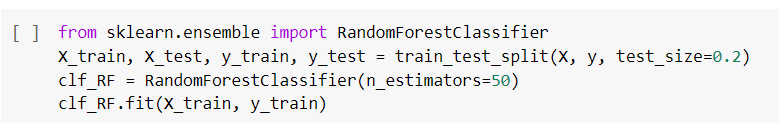 [ ] from sklearn.ensemble import RandomForestClassifier
X_train, X_test, y_train, y_test = train_test_split(X, y, test_size=0.2)
clf_RF = RandomForestClassifier(n_estimators=50)
clf_RF.fit(X_train, y_train)